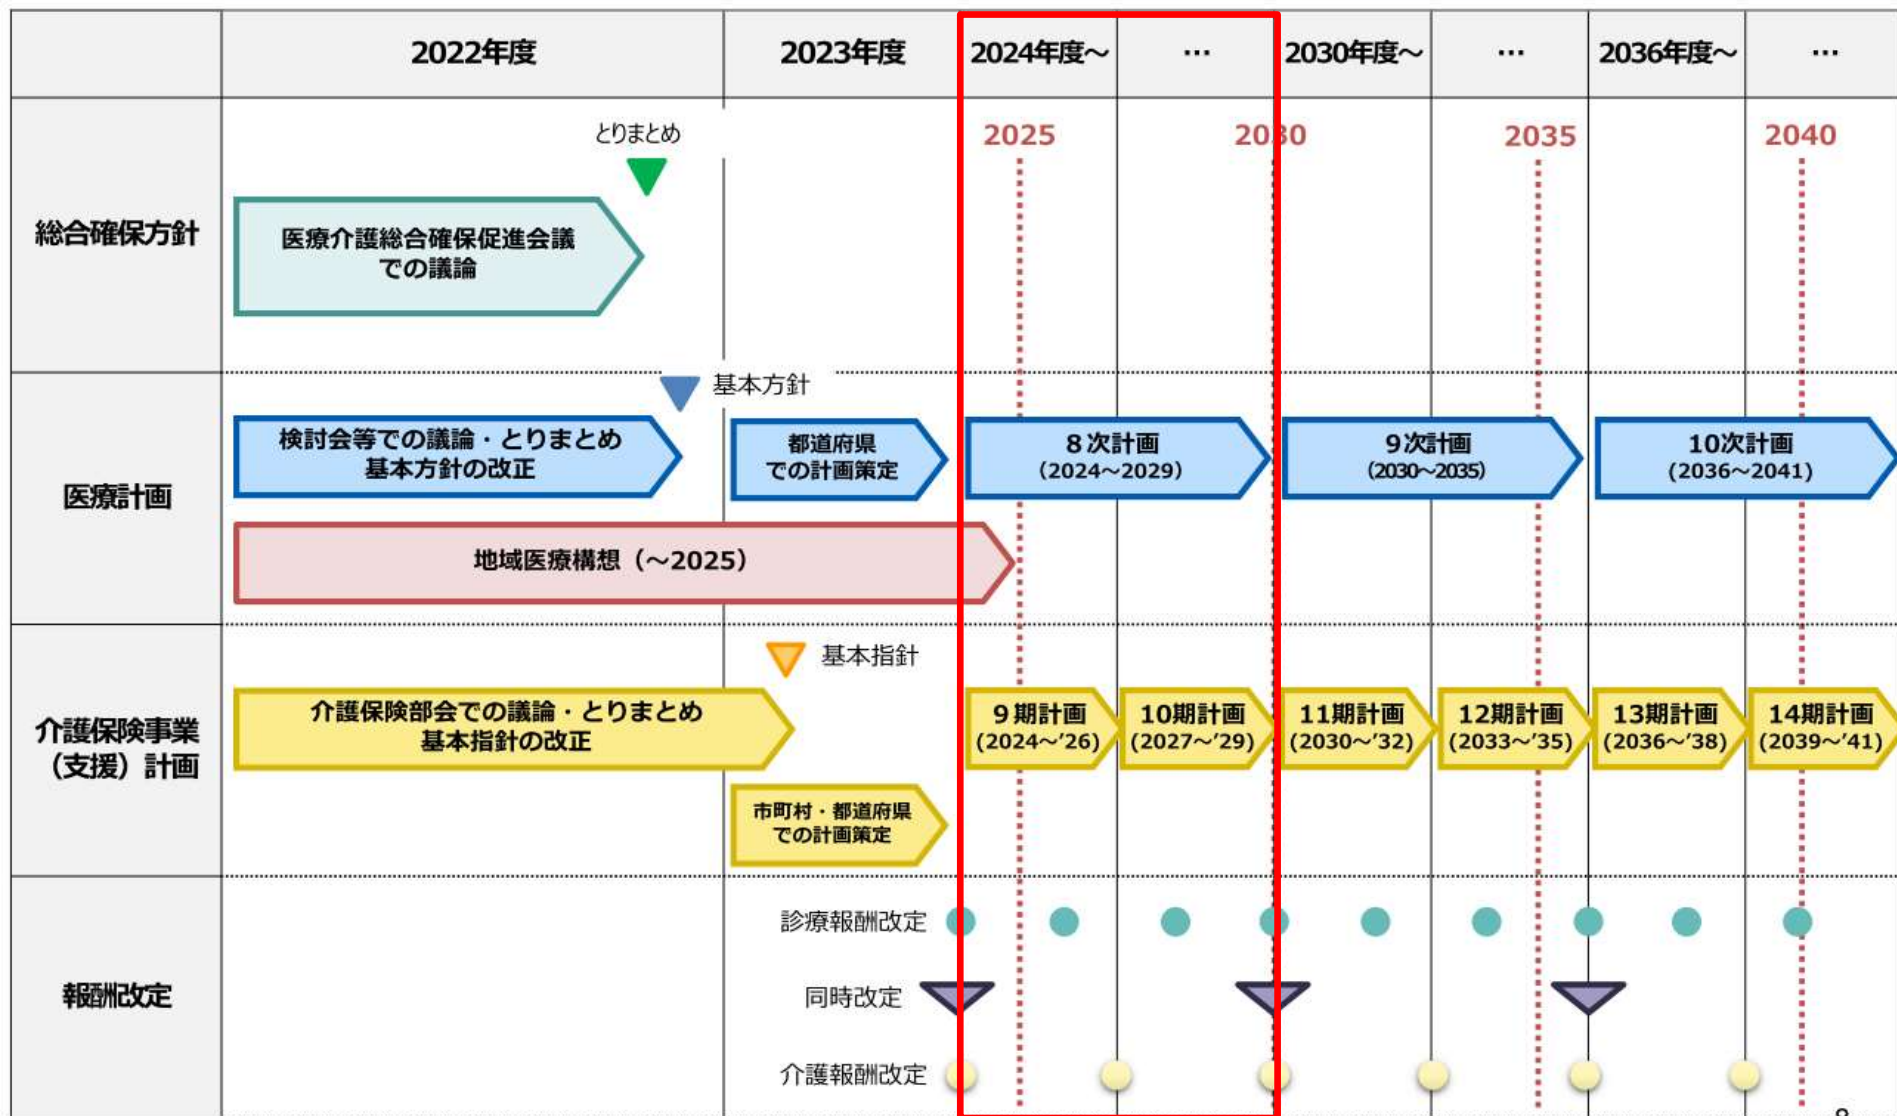 2022年度
2023年度
2024年度～
…
2030年度～
…
2036年度～
…
総合確保方針
とりまとめ
2025
2030
2035
2040
医療介護総合確保促進会議
での議論
医療計画
基本方針
検討会等での議論・とりまとめ
基本方針の改正
都道府県
での計画策定
８次計画
（2024～2029）
9次計画
（2030～2035）
10次計画
（2036～2041）
地域医療構想（～2025）
介護保険事業
（支援）計画
基本指針
介護保険部会での議論・とりまとめ
基本指針の改正
９期計画
(2024～’26)
10期計画
(2027～’29)
11期計画
(2030～’32)
12期計画
(2033～’35)
13期計画
(2036～’38)
14期計画
(2039～’41)
市町村・都道府県
での計画策定
報酬改定
診療報酬改定
同時改定
介護報酬改定